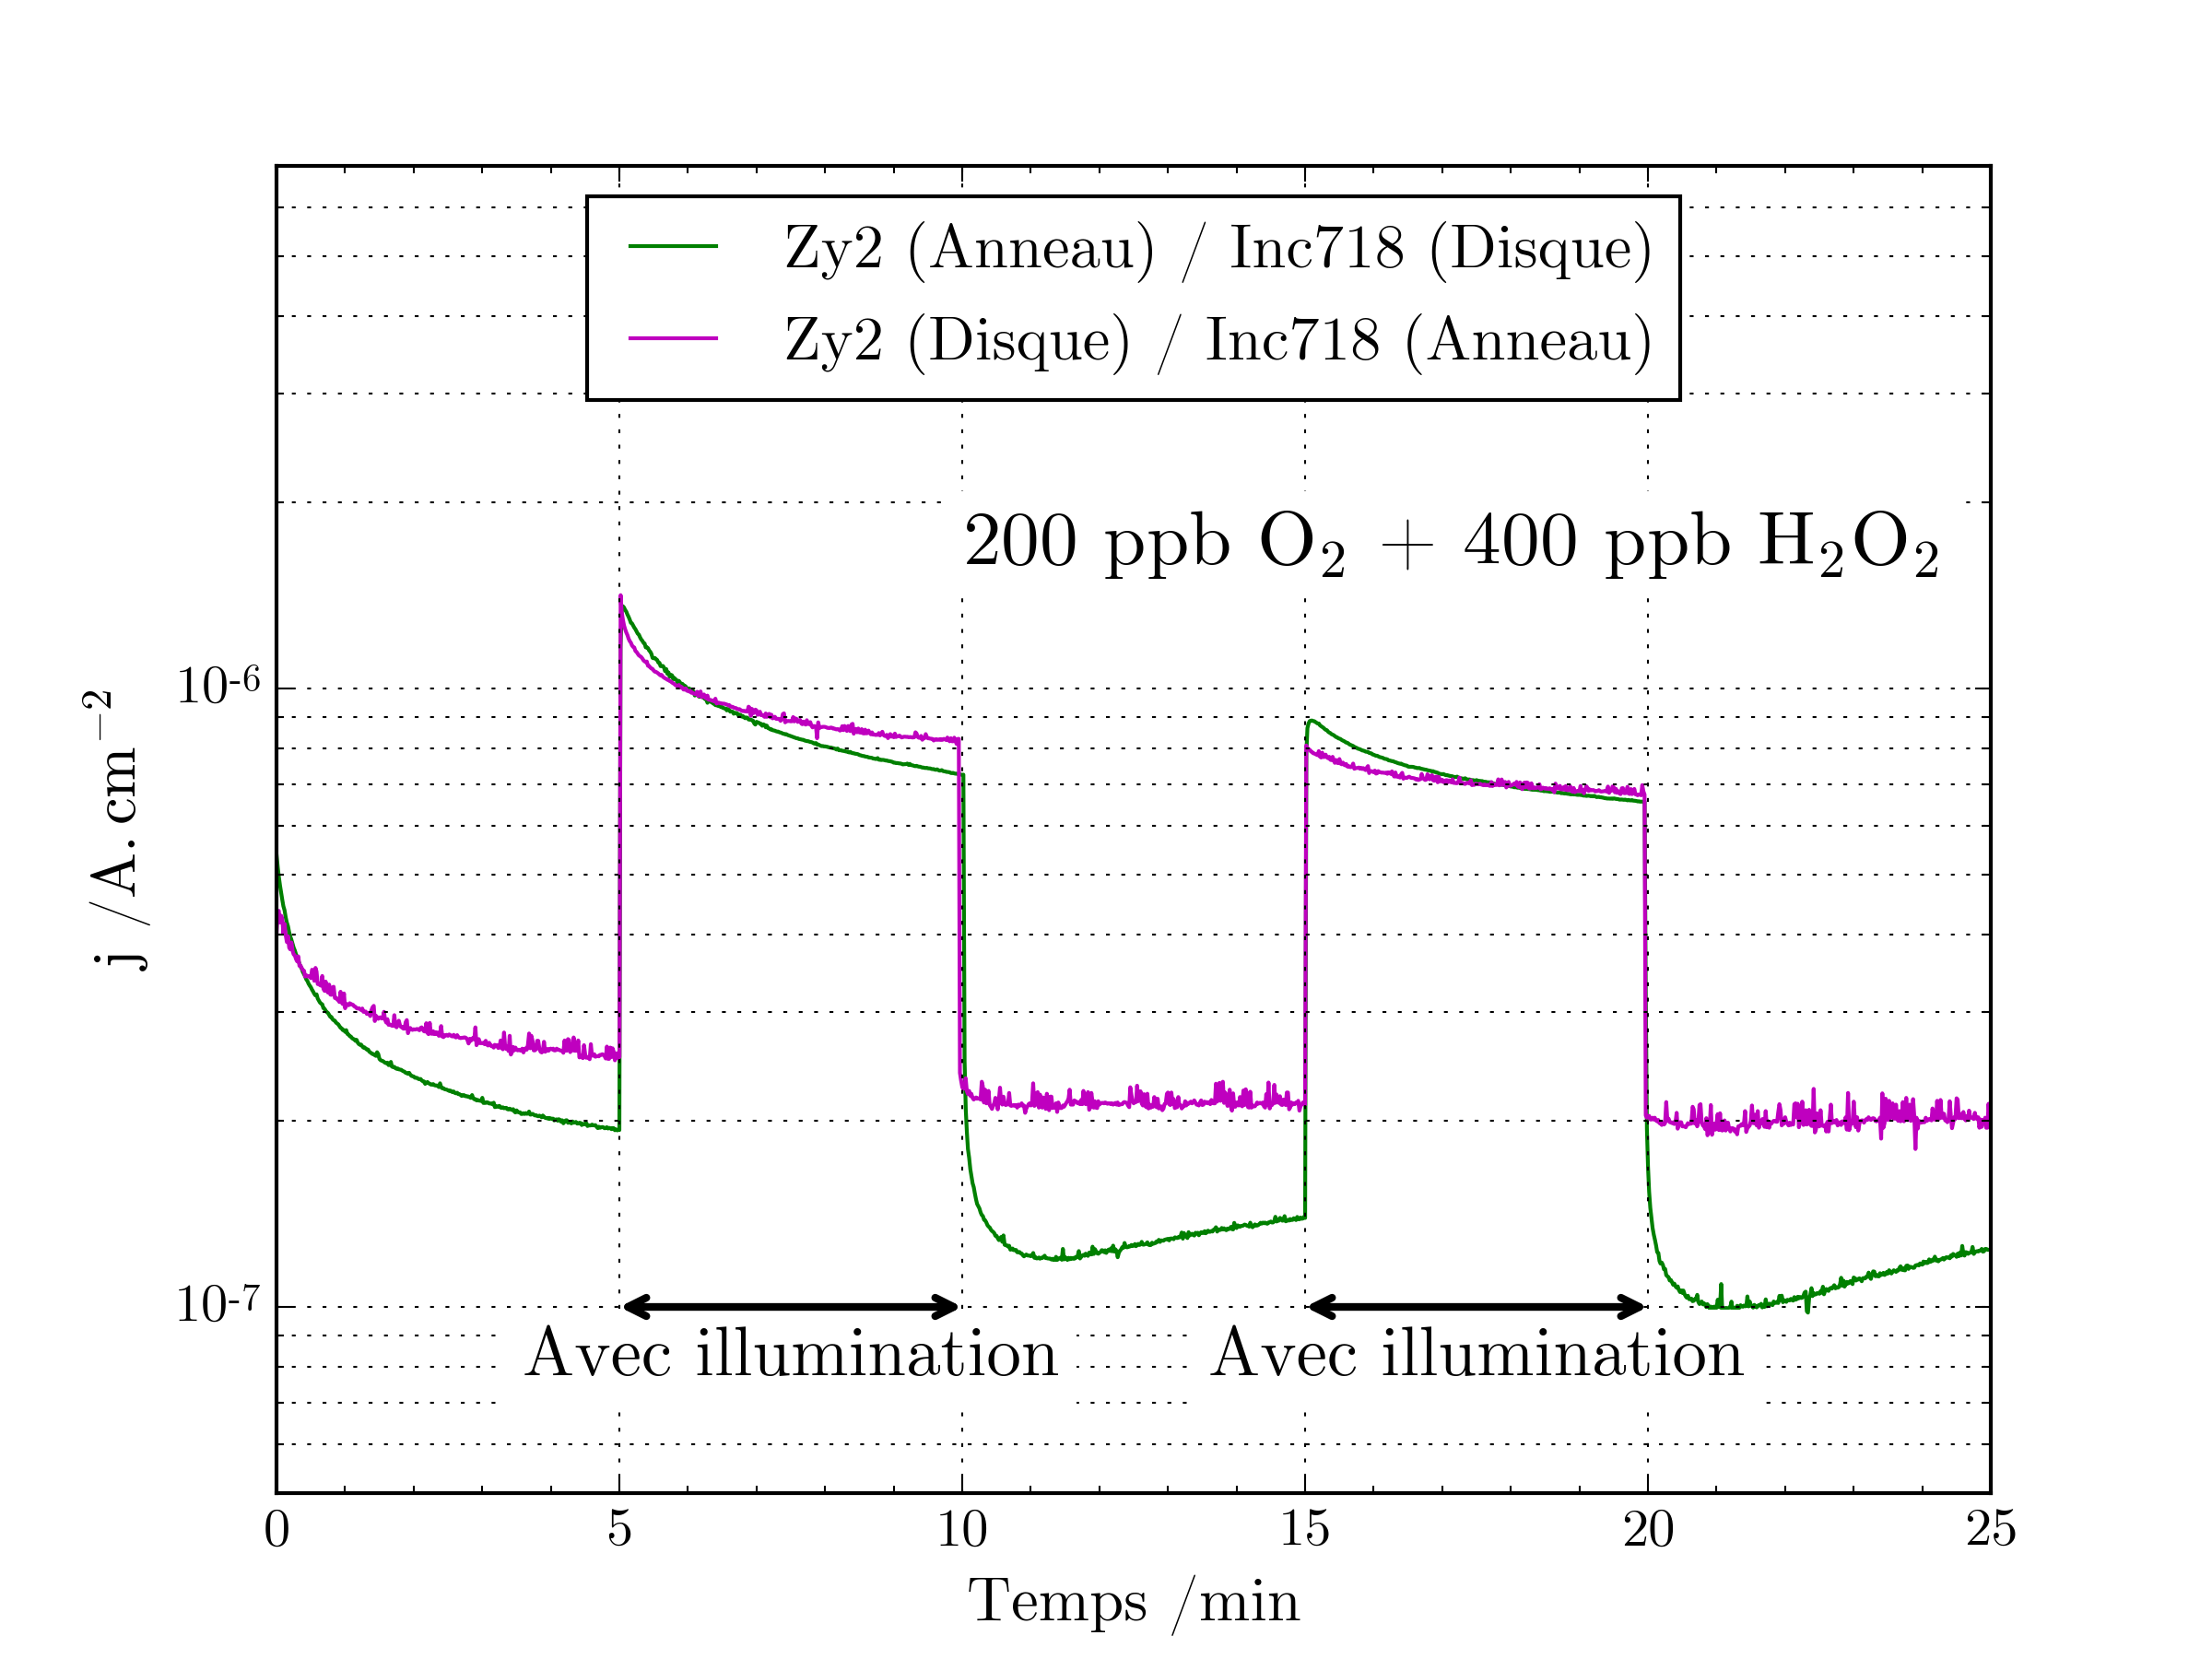 Zy2 (Anneau) / Inc718 (Disque)
Zy2 (Disque) / Inc718 (Anneau)
200 ppb O₂ + 400 ppb H₂O₂
10⁻⁶
j /A.cm⁻²
10⁻⁷
Avec illumination Avec illumination
0 5 10 15 20 25
Temps /min